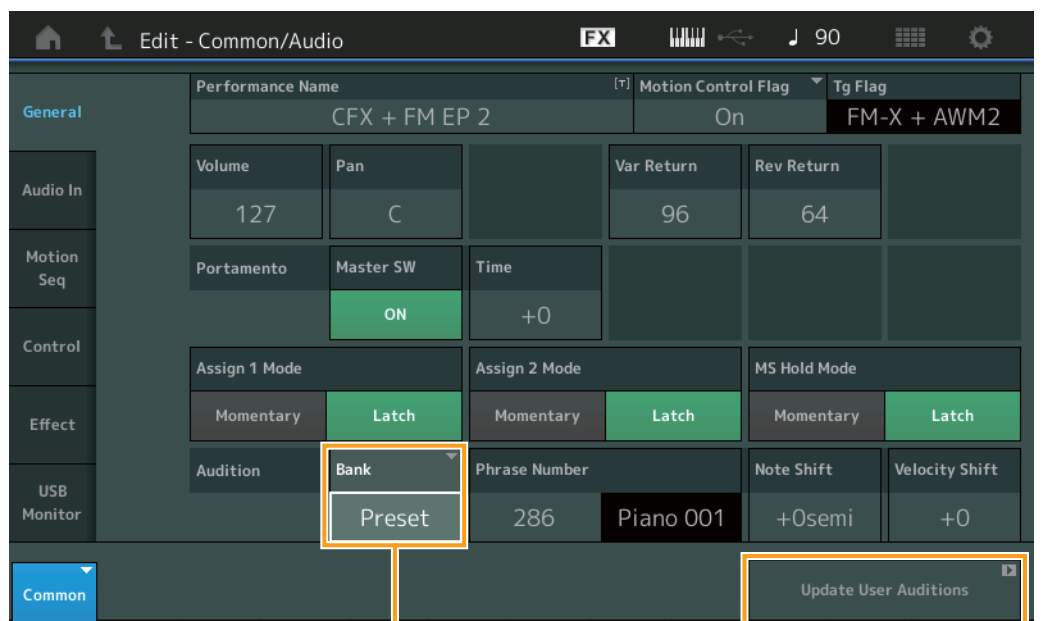 Edit - Common/Audio FX ♩ 90
General
Performance Name [T] Motion Control Flag Tg Flag
CFX + FM EP 2 On FM-X + AWM2
Audio In
Volume Pan Var Return Rev Return
127 C 96 64
Motion Seq
Portamento Master SW Time
ON +0
Control
Assign 1 Mode Assign 2 Mode MS Hold Mode
Momentary Latch Momentary Latch Momentary Latch
Effect
Audition Bank Phrase Number Note Shift Velocity Shift
Preset 286 Piano 001 +0semi +0
USB Monitor
Common Update User Auditions